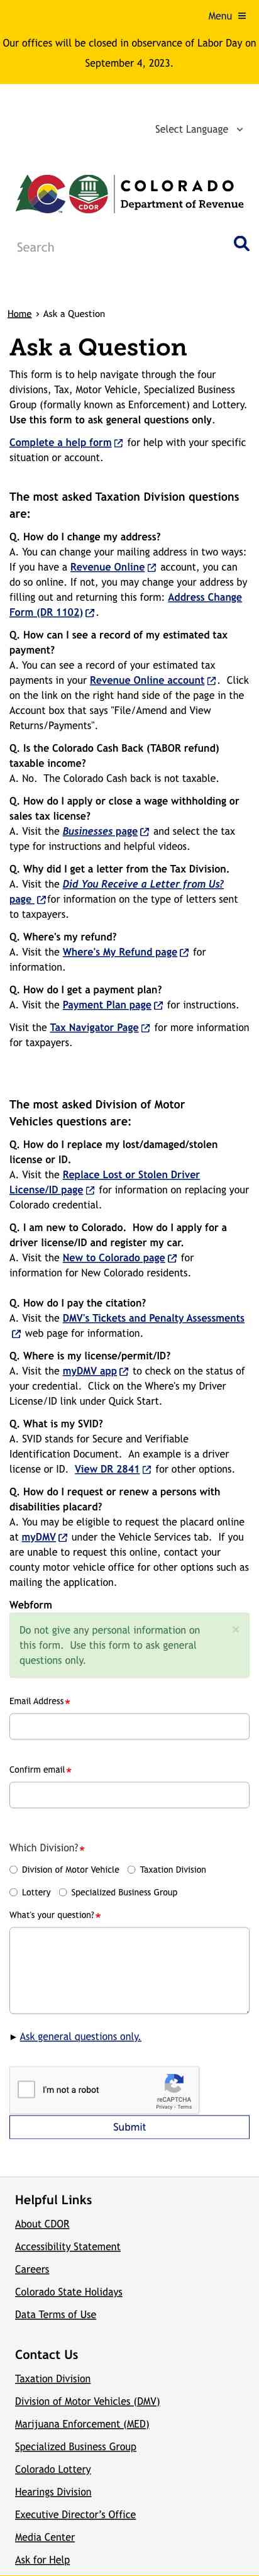 Menu ≡
Our offices will be closed in observance of Labor Day on
September 4, 2023.
Select Language
C
CDOR
COLORADO
Department of Revenue
Search
Home › Ask a Question
Ask a Question
This form is to help navigate through the four
divisions, Tax, Motor Vehicle, Specialized Business
Group (formally known as Enforcement) and Lottery.
Use this form to ask general questions only.
Complete a help form for help with your specific
situation or account.
The most asked Taxation Division questions
are:
Q. How do I change my address?
A. You can change your mailing address in two ways:
If you have a Revenue Online account, you can
do so online. If not, you may change your address by
filling out and returning this form: Address Change
Form (DR 1102).
Q. How can I see a record of my estimated tax
payment?
A. You can see a record of your estimated tax
payments in your Revenue Online account. Click
on the link on the right hand side of the page in the
Account box that says "File/Amend and View
Returns/Payments".
Q. Is the Colorado Cash Back (TABOR refund)
taxable income?
A. No. The Colorado Cash back is not taxable.
Q. How do I apply or close a wage withholding or
sales tax license?
A. Visit the Businesses page and select the tax
type for instructions and helpful videos.
Q. Why did I get a letter from the Tax Division.
A. Visit the Did You Receive a Letter from Us?
page for information on the type of letters sent
to taxpayers.
Q. Where's my refund?
A. Visit the Where's My Refund page for
information.
Q. How do I get a payment plan?
A. Visit the Payment Plan page for instructions.
Visit the Tax Navigator Page for more information
for taxpayers.
The most asked Division of Motor
Vehicles questions are:
Q. How do I replace my lost/damaged/stolen
license or ID.
A. Visit the Replace Lost or Stolen Driver
License/ID page for information on replacing your
Colorado credential.
Q. I am new to Colorado. How do I apply for a
driver license/ID and register my car.
A. Visit the New to Colorado page for
information for New Colorado residents.
Q. How do I pay the citation?
A. Visit the DMV's Tickets and Penalty Assessments
web page for information.
Q. Where is my license/permit/ID?
A. Visit the myDMV app to check on the status of
your credential. Click on the Where's my Driver
License/ID link under Quick Start.
Q. What is my SVID?
A. SVID stands for Secure and Verifiable
Identification Document. An example is a driver
license or ID. View DR 2841 for other options.
Q. How do I request or renew a persons with
disabilities placard?
A. You may be eligible to request the placard online
at myDMV under the Vehicle Services tab. If you
are unable to request this online, contact your
county motor vehicle office for other options such as
mailing the application.
Webform
Do not give any personal information on
this form. Use this form to ask general
questions only.
×
Email Address*
Confirm email*
Which Division?*
Division of Motor Vehicle Taxation Division
Lottery Specialized Business Group
What's your question?*
▶ Ask general questions only.
I'm not a robot
reCAPTCHA
Privacy - Terms
Submit
Helpful Links
About CDOR
Accessibility Statement
Careers
Colorado State Holidays
Data Terms of Use
Contact Us
Taxation Division
Division of Motor Vehicles (DMV)
Marijuana Enforcement (MED)
Specialized Business Group
Colorado Lottery
Hearings Division
Executive Director's Office
Media Center
Ask for Help